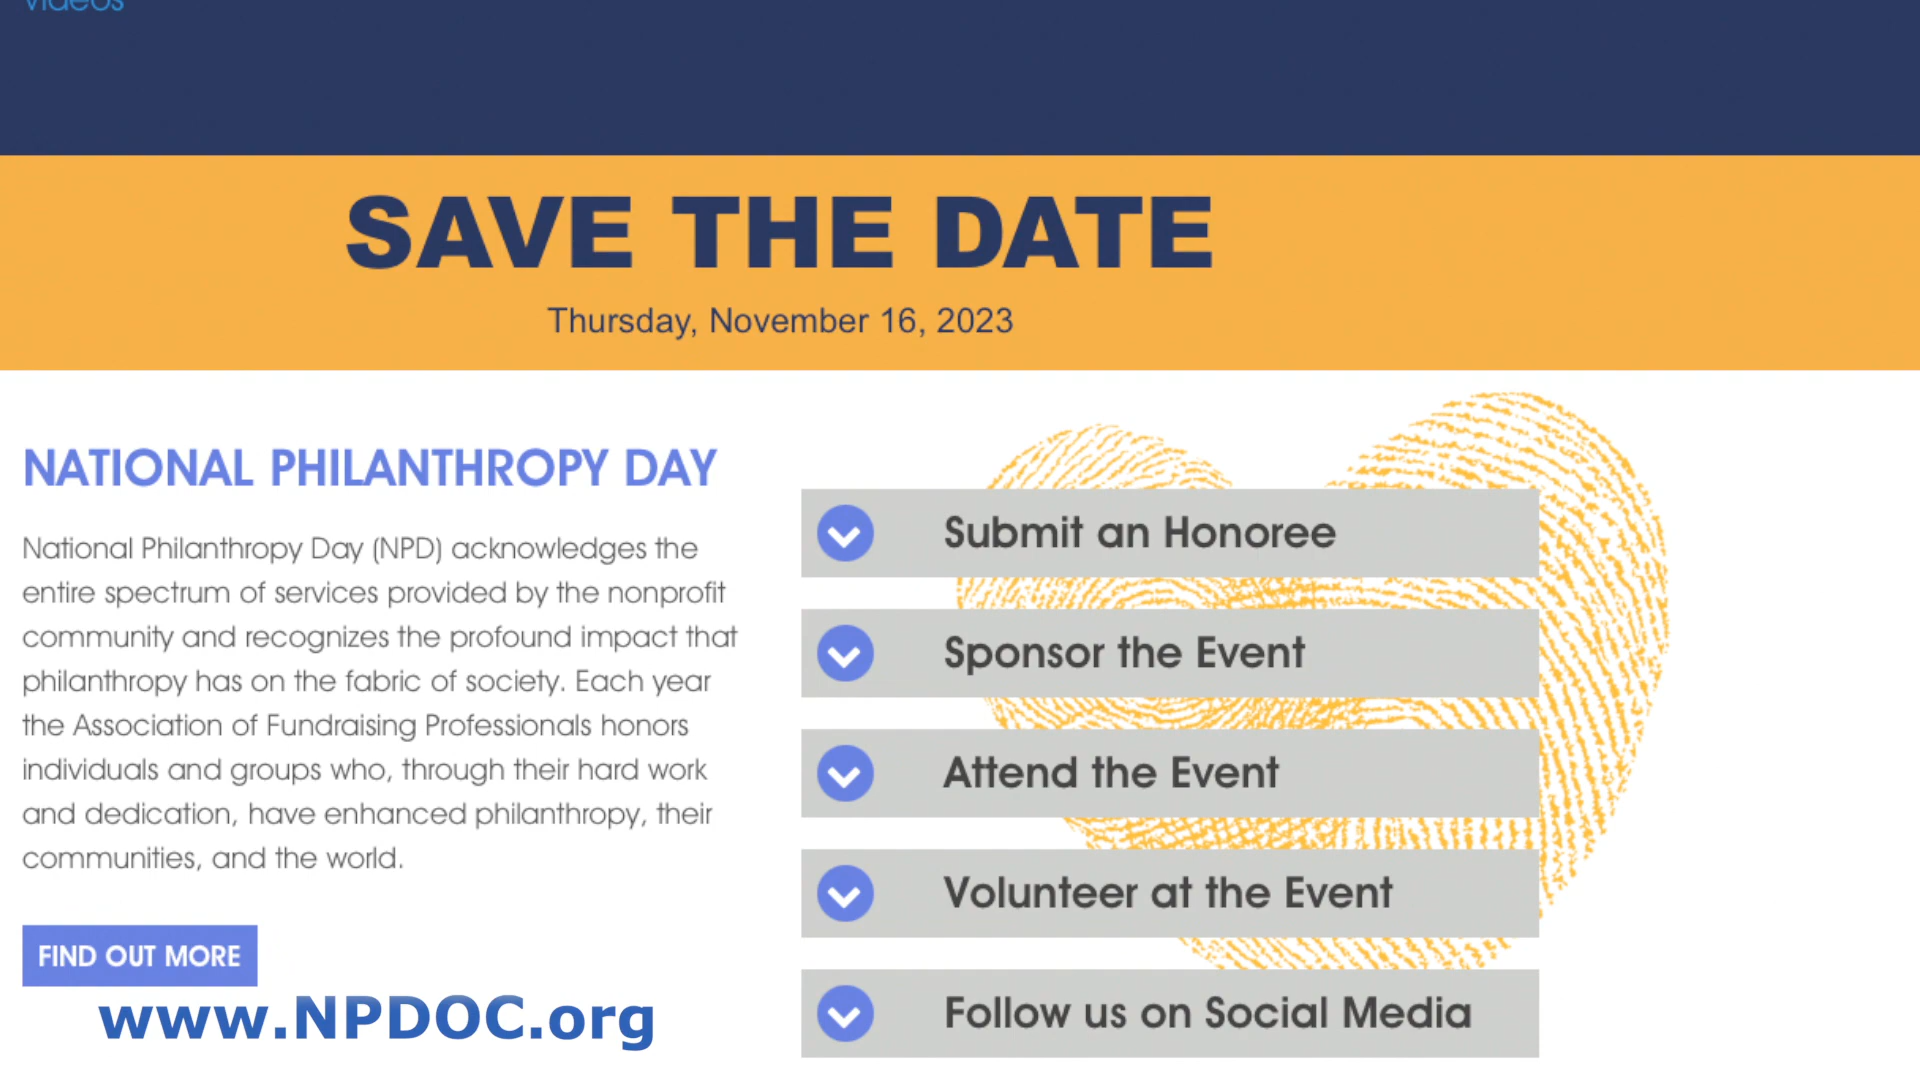 Videos
SAVE THE DATE
Thursday, November 16, 2023
NATIONAL PHILANTHROPY DAY
National Philanthropy Day (NPD) acknowledges the
entire spectrum of services provided by the nonprofit
community and recognizes the profound impact that
philanthropy has on the fabric of society. Each year
the Association of Fundraising Professionals honors
individuals and groups who, through their hard work
and dedication, have enhanced philanthropy, their
communities, and the world.
FIND OUT MORE
www.NPDOC.org
Submit an Honoree
Sponsor the Event
Attend the Event
Volunteer at the Event
Follow us on Social Media